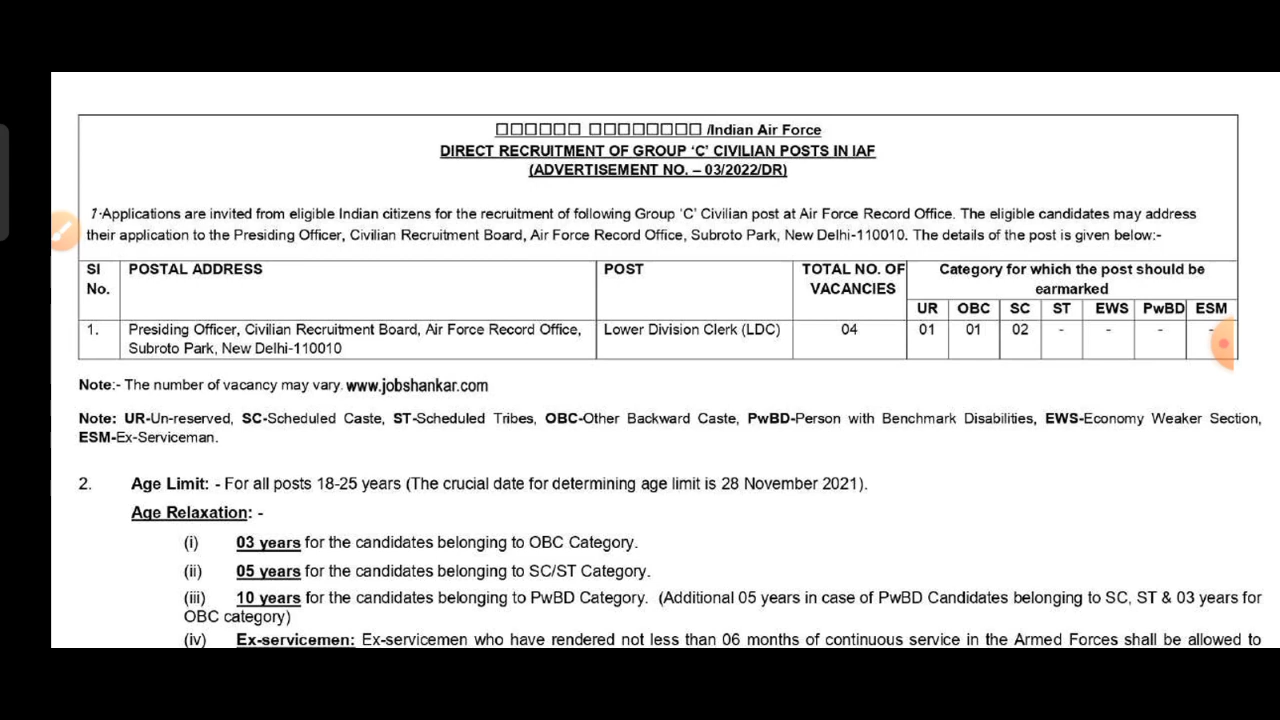 /Indian Air Force
DIRECT RECRUITMENT OF GROUP ‘C’ CIVILIAN POSTS IN IAF
(ADVERTISEMENT NO. – 03/2022/DR)
1·Applications are invited from eligible Indian citizens for the recruitment of following Group ‘C’ Civilian post at Air Force Record Office. The eligible candidates may address
their application to the Presiding Officer, Civilian Recruitment Board, Air Force Record Office, Subroto Park, New Delhi-110010. The details of the post is given below:-
SI No. POSTAL ADDRESS POST TOTAL NO. OF VACANCIES Category for which the post should be earmarked
UR OBC SC ST EWS PwBD ESM
1. Presiding Officer, Civilian Recruitment Board, Air Force Record Office, Lower Division Clerk (LDC) 04 01 01 02 - - - -
Subroto Park, New Delhi-110010
Note:- The number of vacancy may vary. www.jobshankar.com
Note: UR-Un-reserved, SC-Scheduled Caste, ST-Scheduled Tribes, OBC-Other Backward Caste, PwBD-Person with Benchmark Disabilities, EWS-Economy Weaker Section,
ESM-Ex-Serviceman.
2. Age Limit: - For all posts 18-25 years (The crucial date for determining age limit is 28 November 2021).
Age Relaxation: -
(i) 03 years for the candidates belonging to OBC Category.
(ii) 05 years for the candidates belonging to SC/ST Category.
(iii) 10 years for the candidates belonging to PwBD Category. (Additional 05 years in case of PwBD Candidates belonging to SC, ST & 03 years for
OBC category)
(iv) Ex-servicemen: Ex-servicemen who have rendered not less than 06 months of continuous service in the Armed Forces shall be allowed to